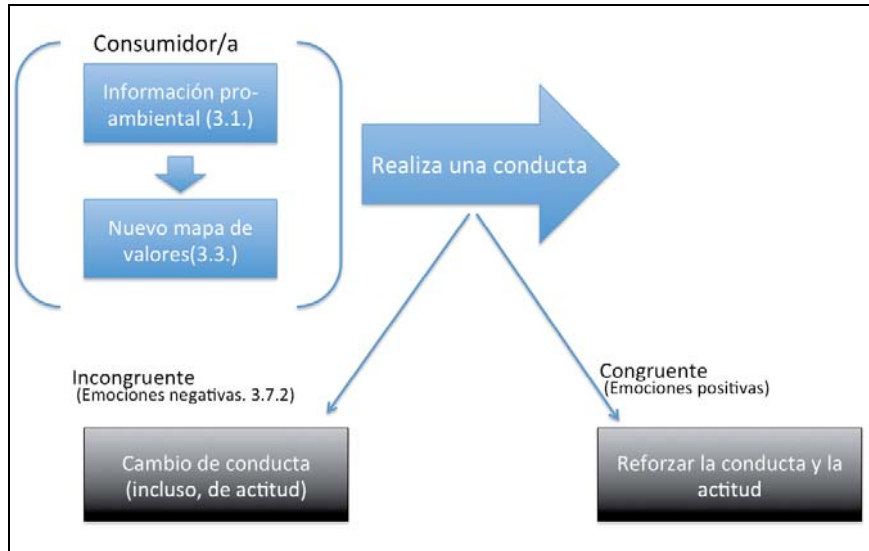 Consumidor/a
Información pro-
ambiental (3.1.)
Nuevo mapa de
valores(3.3.)
Realiza una conducta
Incongruente
(Emociones negativas. 3.7.2)
Cambio de conducta
(incluso, de actitud)
Congruente
(Emociones positivas)
Reforzar la conducta y la
actitud